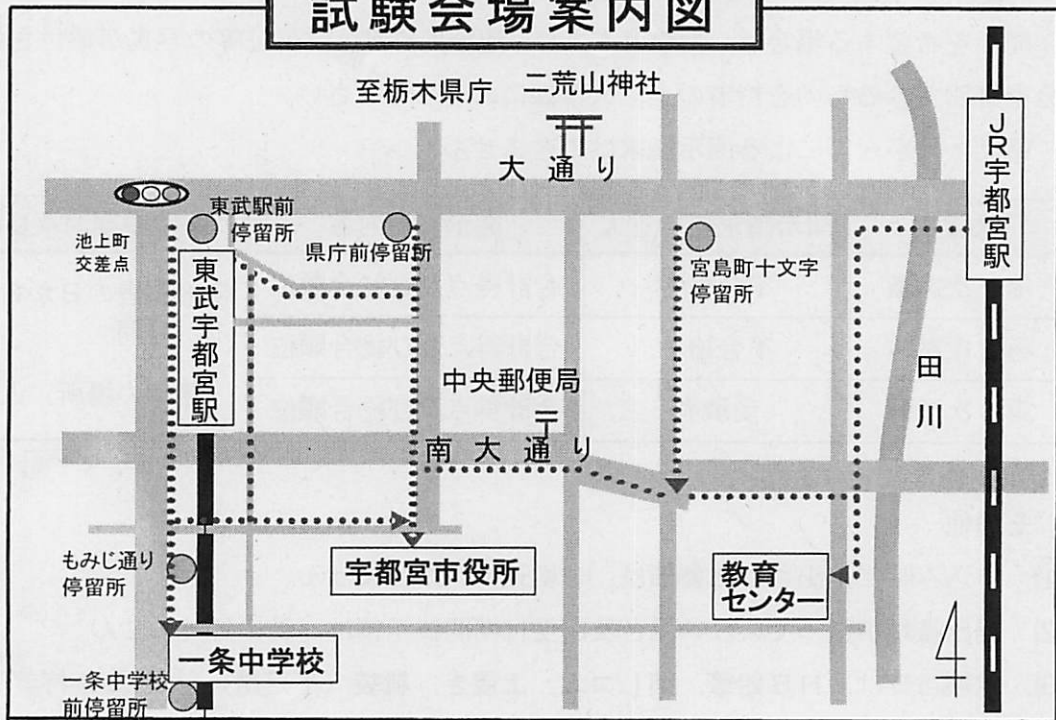 試験会場案内図
至栃木県庁
二荒山神社
大通り
JR宇都宮駅
東武駅前
停留所
県庁前停留所
池上町
交差点
宮島町十文字
停留所
東武宇都宮駅
田川
中央郵便局
〒
南大通り
もみじ通り
停留所
宇都宮市役所
教育
センター
一条中学校
一条中学校
前停留所